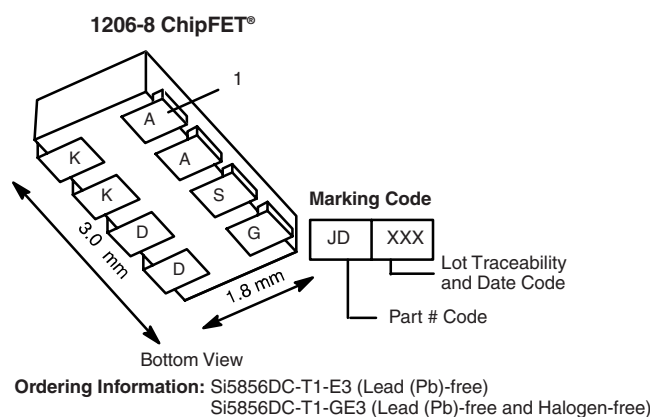 1206-8 ChipFET®
1
A
K
A
K
S
D
G
D
3.0 mm
1.8 mm
Bottom View
Marking Code
JD XXX
Lot Traceability
and Date Code
Part # Code
Ordering Information: Si5856DC-T1-E3 (Lead (Pb)-free)
Si5856DC-T1-GE3 (Lead (Pb)-free and Halogen-free)